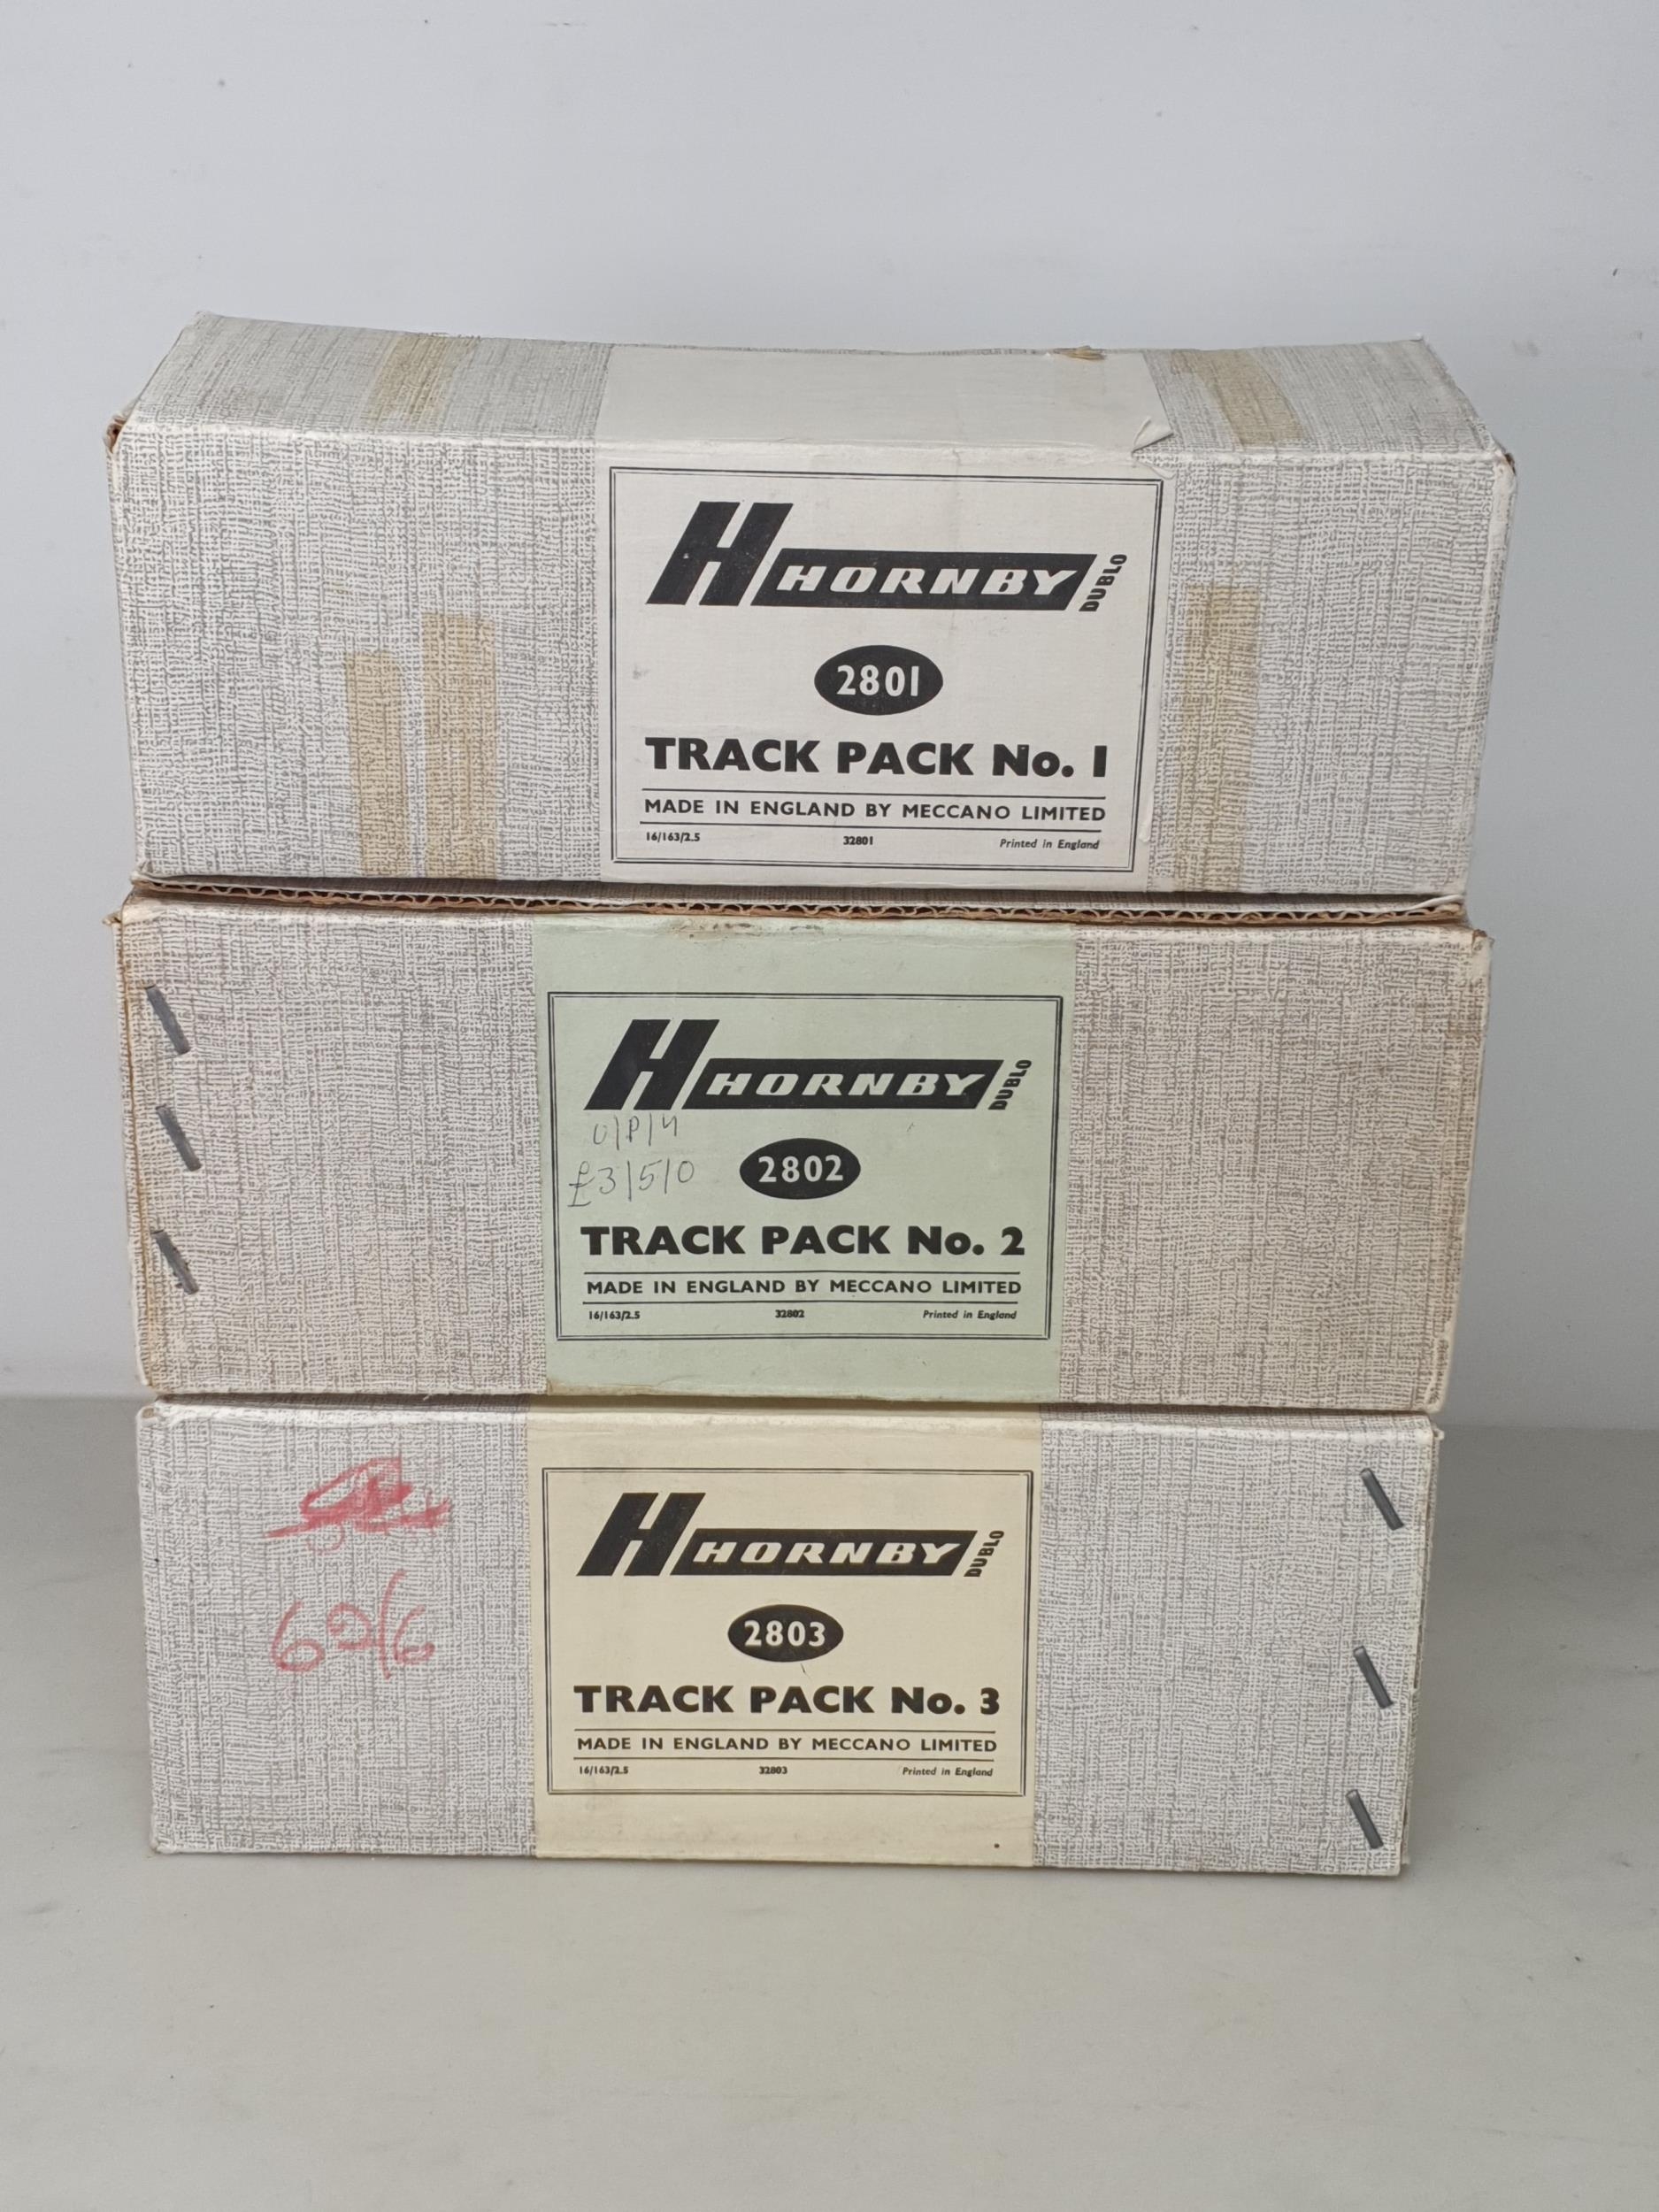 H HORNBY DUBLO
2801
TRACK PACK No. 1
MADE IN ENGLAND BY MECCANO LIMITED
16/163/2.5 32801 Printed in England
H HORNBY DUBLO
£3/5/0 2802
TRACK PACK No. 2
MADE IN ENGLAND BY MECCANO LIMITED
16/163/2.5 32802 Printed in England
H HORNBY DUBLO
69/6 2803
TRACK PACK No. 3
MADE IN ENGLAND BY MECCANO LIMITED
16/163/2.5 32803 Printed in England